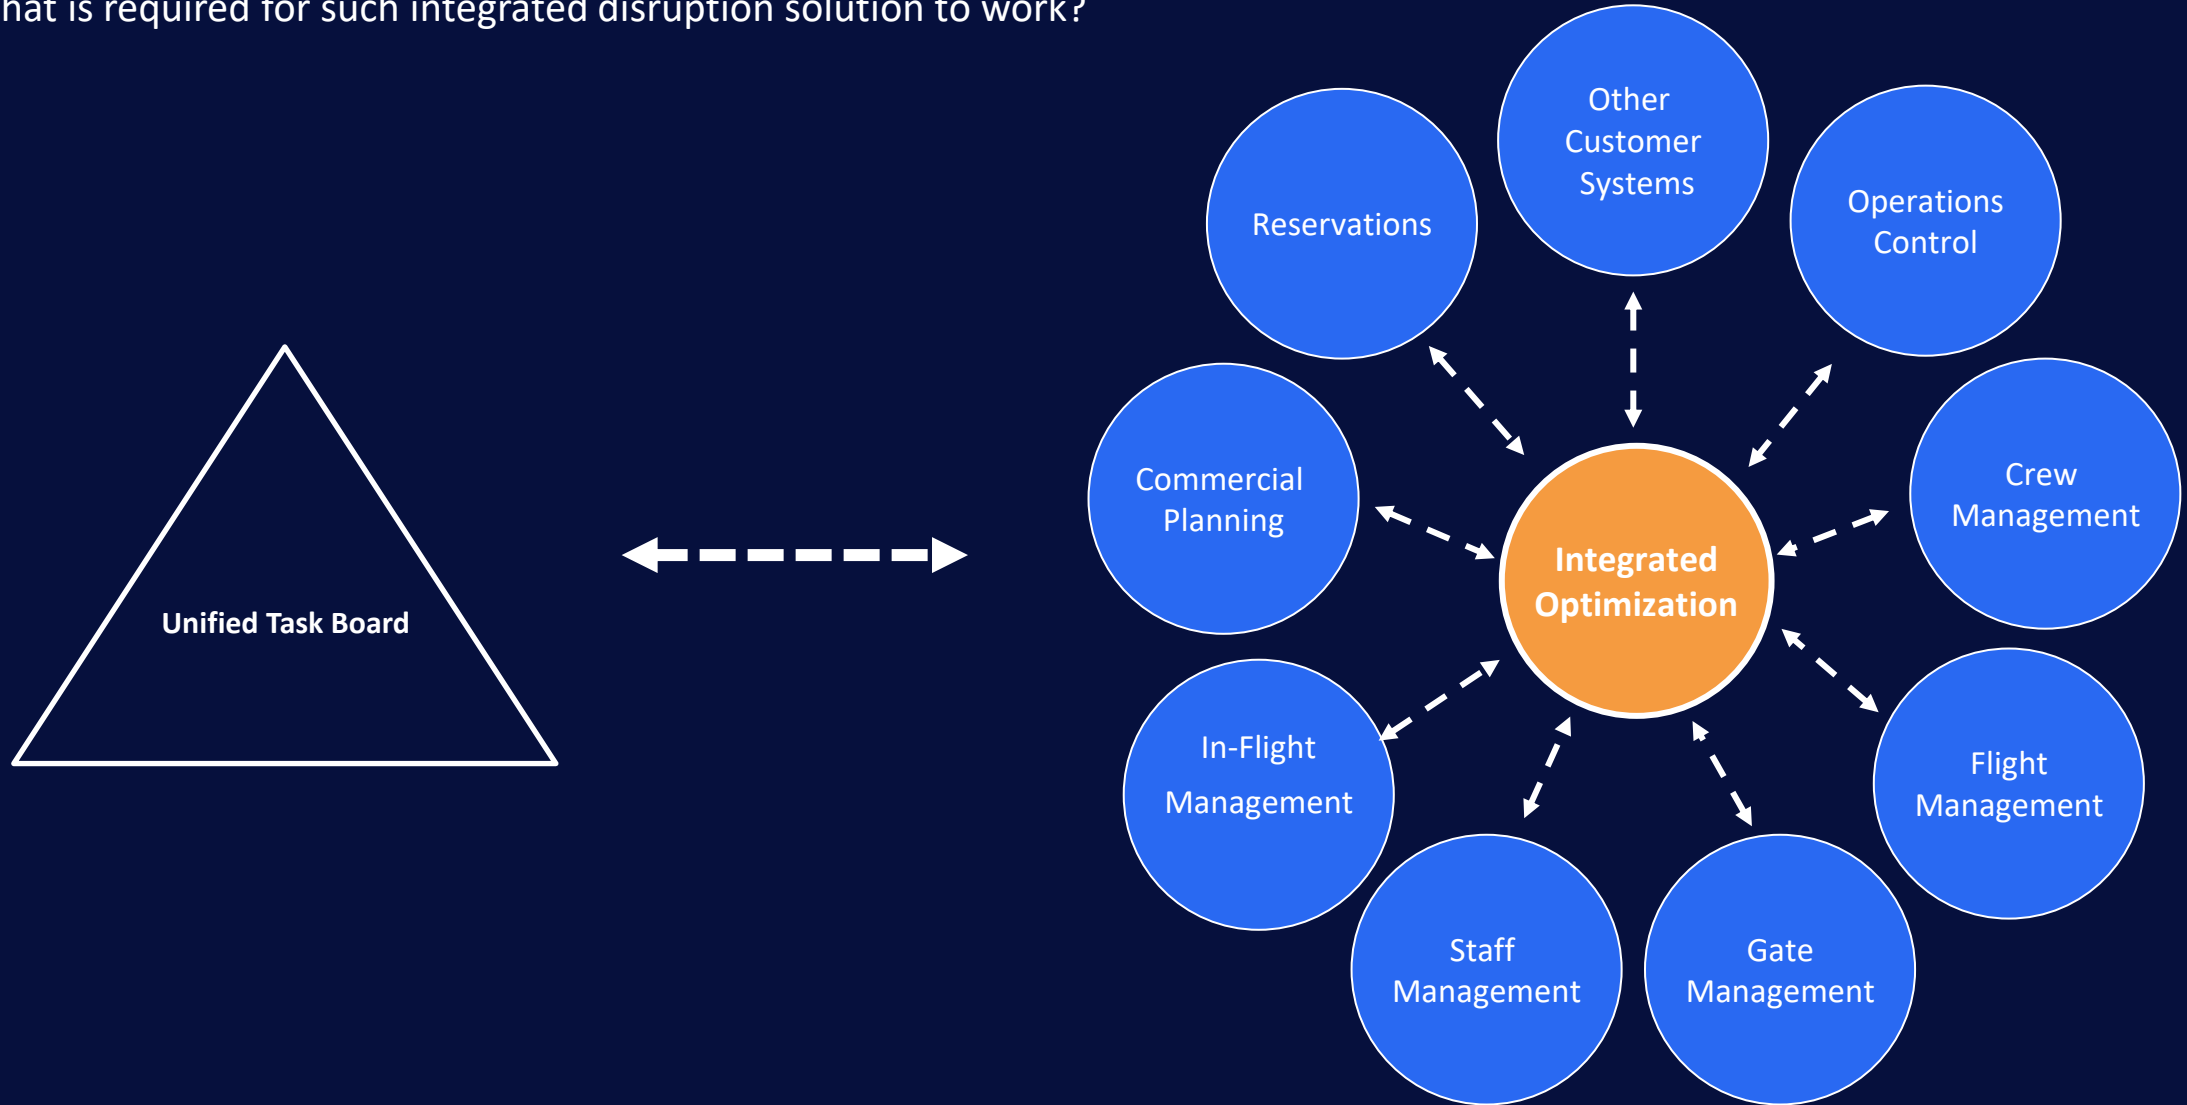 hat is required for such integrated disruption solution to work?
Other
Customer
Systems
Reservations
Operations
Control
Commercial
Planning
Crew
Management
Integrated
Optimization
Unified Task Board
In-Flight
Management
Flight
Management
Staff
Management
Gate
Management